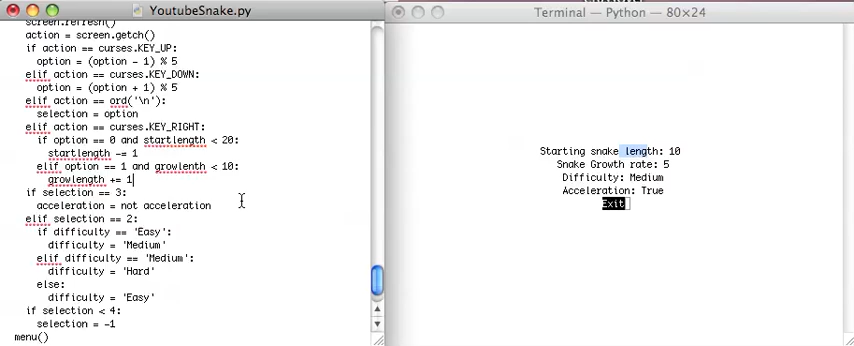 YoutubeSnake.py
screen.refresh()
action = screen.getch()
if action == curses.KEY_UP:
option = (option - 1) % 5
elif action == curses.KEY_DOWN:
option = (option + 1) % 5
elif action == ord('\n'):
selection = option
elif action == curses.KEY_RIGHT:
if option == 0 and startlength < 20:
startlength -= 1
elif option == 1 and growlenth < 10:
growlength += 1
if selection == 3:
acceleration = not acceleration
elif selection == 2:
if difficulty == 'Easy':
difficulty = 'Medium'
elif difficulty == 'Medium':
difficulty = 'Hard'
else:
difficulty = 'Easy'
if selection < 4:
selection = -1
menu()
Terminal — Python — 80×24
Starting snake length: 10
Snake Growth rate: 5
Difficulty: Medium
Acceleration: True
Exit